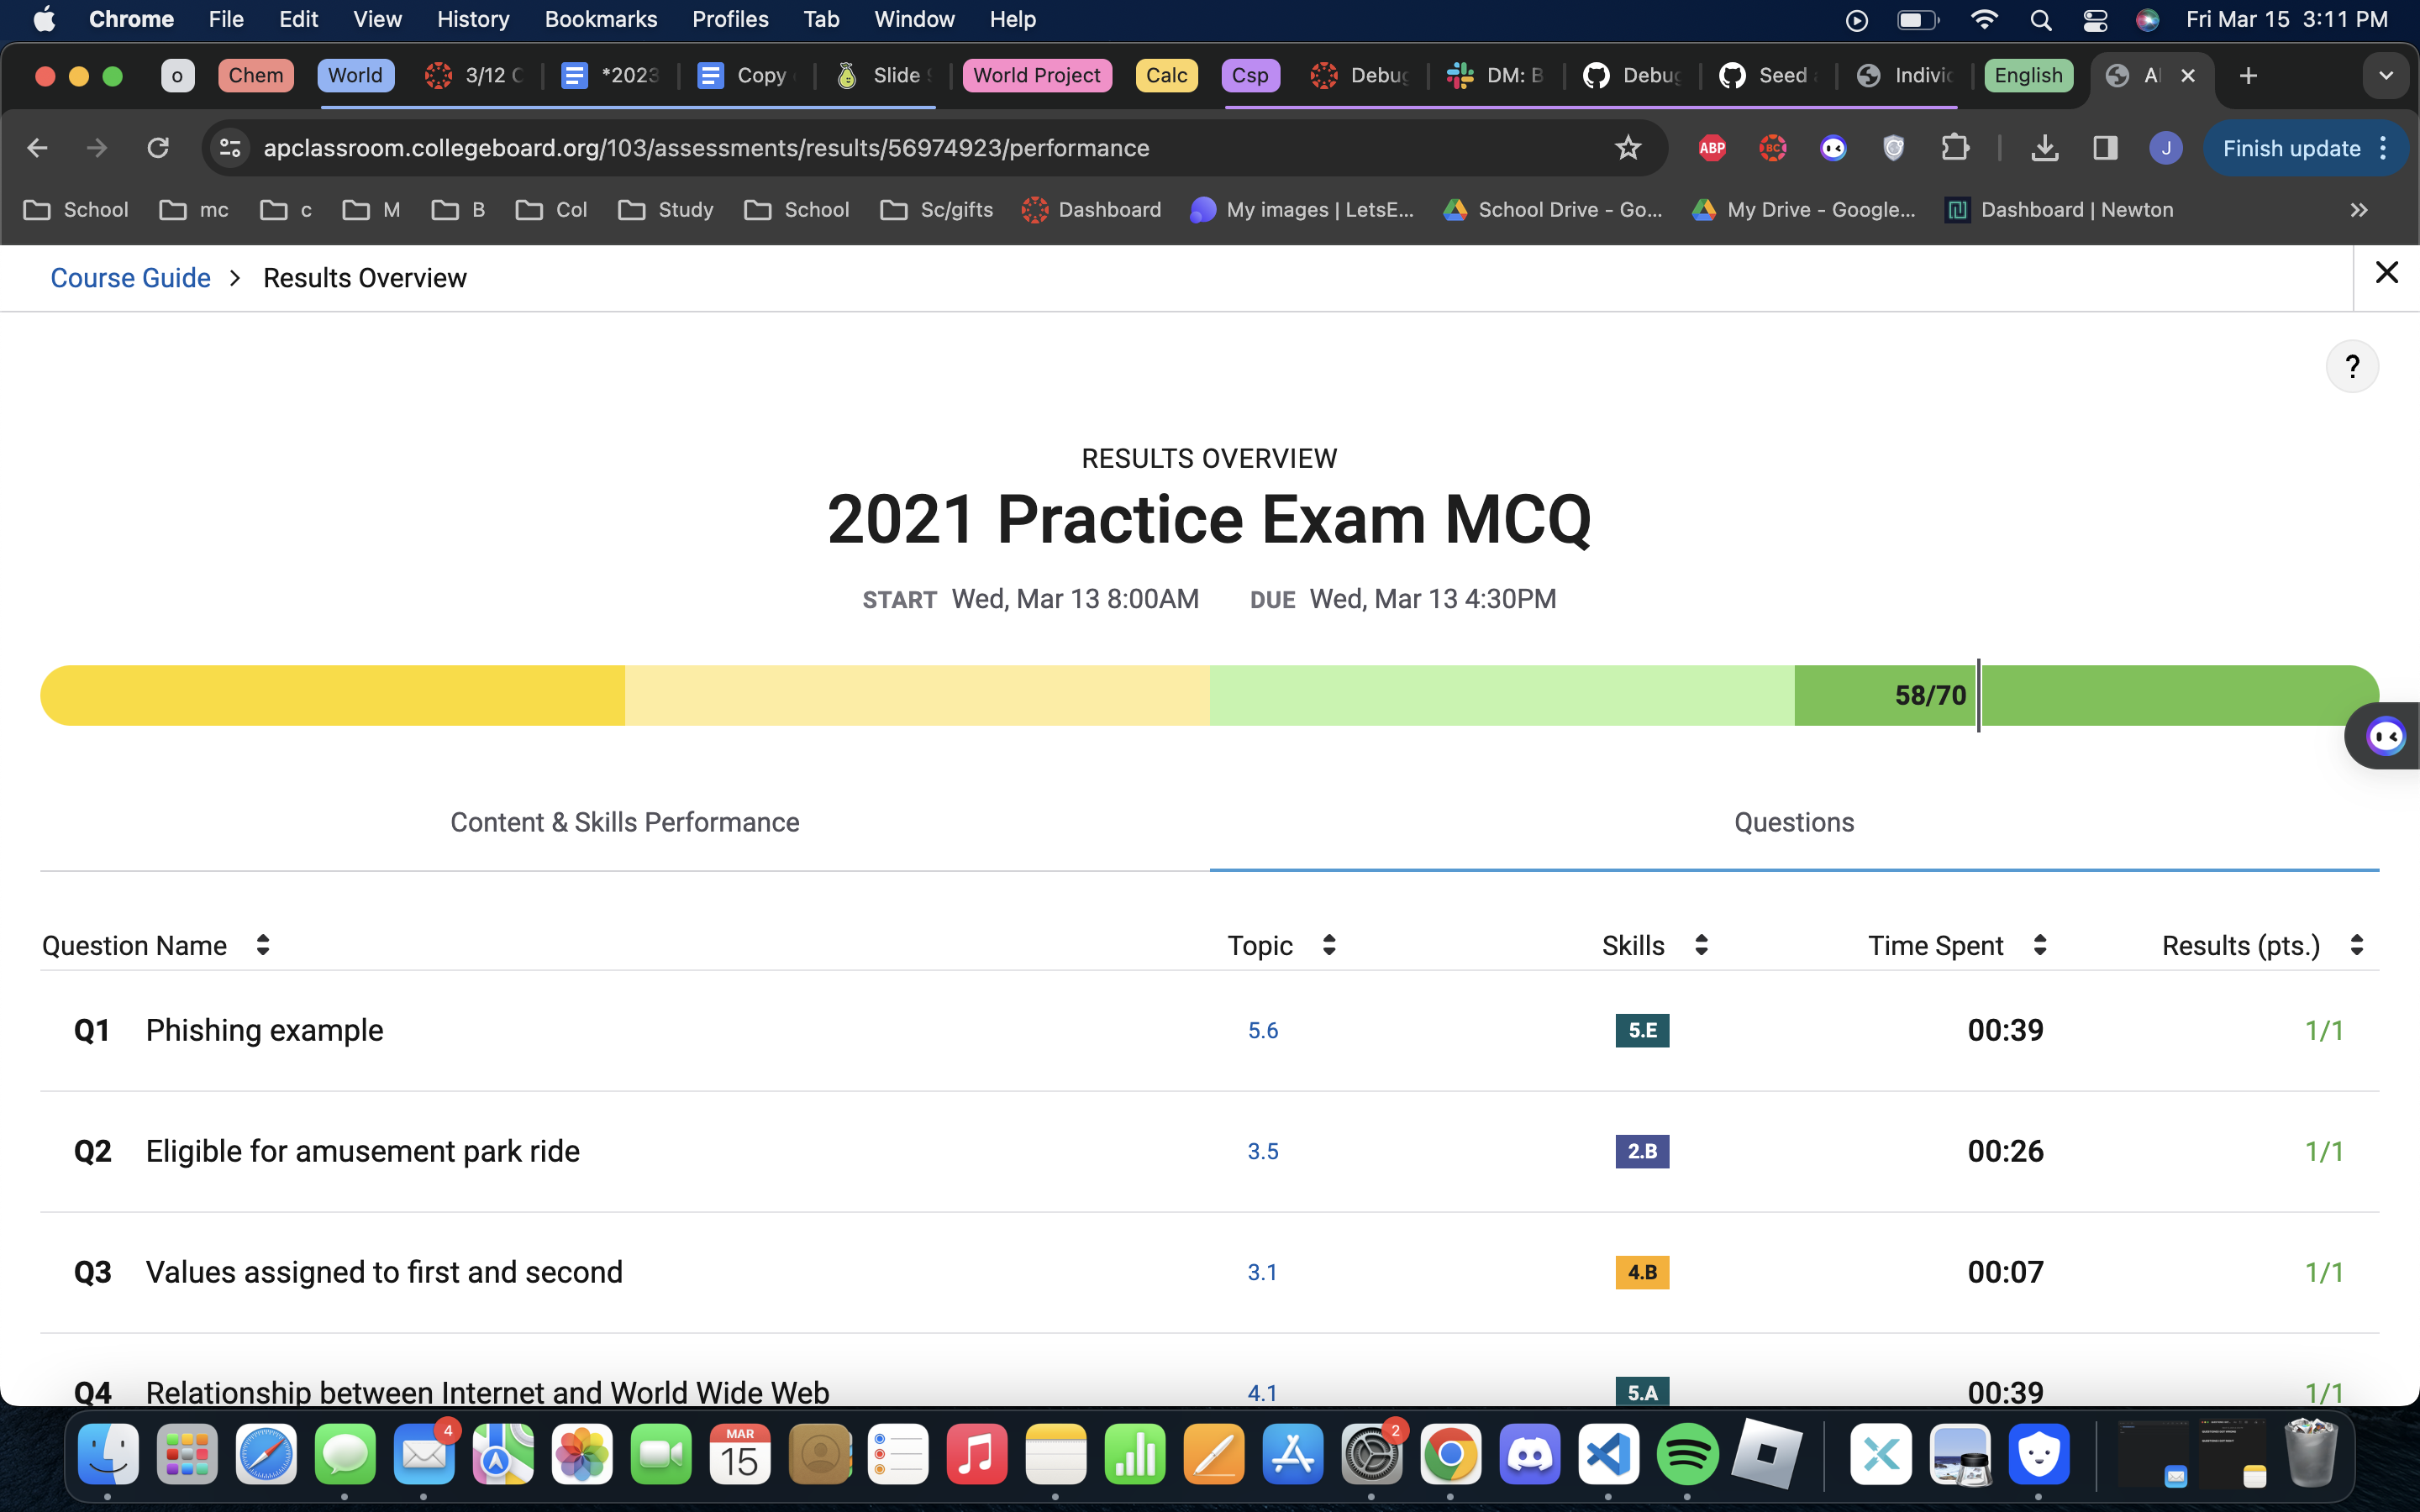 Chrome File Edit View History Bookmarks Profiles Tab Window Help Fri Mar 15 3:11 PM
o Chem World 3/12 *2023 Copy Slide World Project Calc Csp Debug DM: B Debug Seed Indivi English
apclassroom.collegeboard.org/103/assessments/results/56974923/performance ABP BC J Finish update
School mc c M B Col Study School Sc/gifts Dashboard My images | LetsE... School Drive - Go... My Drive - Google... Dashboard | Newton
Course Guide > Results Overview
?
RESULTS OVERVIEW
2021 Practice Exam MCQ
START Wed, Mar 13 8:00AM DUE Wed, Mar 13 4:30PM
58/70
Content & Skills Performance Questions
Question Name Topic Skills Time Spent Results (pts.)
Q1 Phishing example 5.6 5.E 00:39 1/1
Q2 Eligible for amusement park ride 3.5 2.B 00:26 1/1
Q3 Values assigned to first and second 3.1 4.B 00:07 1/1
Q4 Relationship between Internet and World Wide Web 4.1 5.A 00:39 1/1
4 MAR 15 2